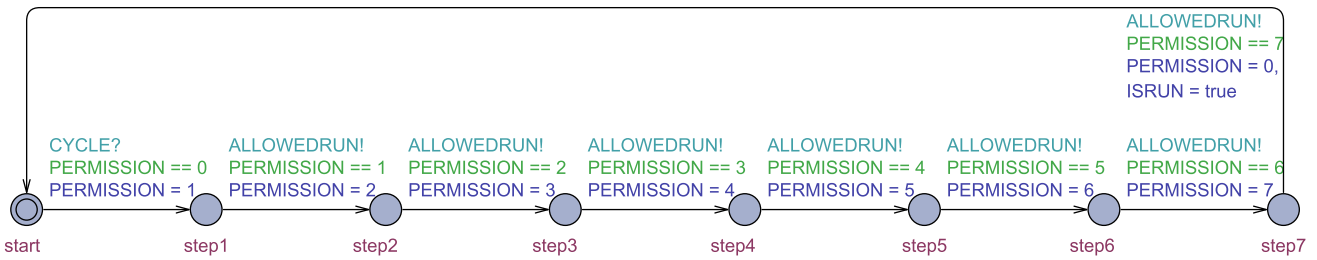 ALLOWEDRUN!
PERMISSION == 7
PERMISSION = 0,
ISRUN = true
CYCLE?
PERMISSION == 0
PERMISSION = 1
ALLOWEDRUN!
PERMISSION == 1
PERMISSION = 2
ALLOWEDRUN!
PERMISSION == 2
PERMISSION = 3
ALLOWEDRUN!
PERMISSION == 3
PERMISSION = 4
ALLOWEDRUN!
PERMISSION == 4
PERMISSION = 5
ALLOWEDRUN!
PERMISSION == 5
PERMISSION = 6
ALLOWEDRUN!
PERMISSION == 6
PERMISSION = 7
start
step1
step2
step3
step4
step5
step6
step7